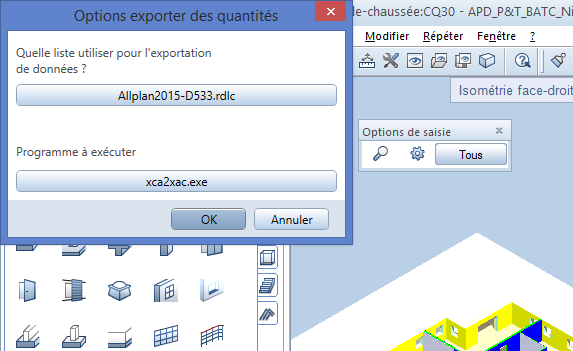 Options exporter des quantités
de-chaussée:CQ30 - APD_P&T_BATC_Ni
Quelle liste utiliser pour l'exportation
de données ?
Allplan2015-D533.rdlc
Programme à exécuter
xca2xac.exe
OK Annuler
Modifier Répéter Fenêtre ?
Isométrie face-droit
Options de saisie
Tous